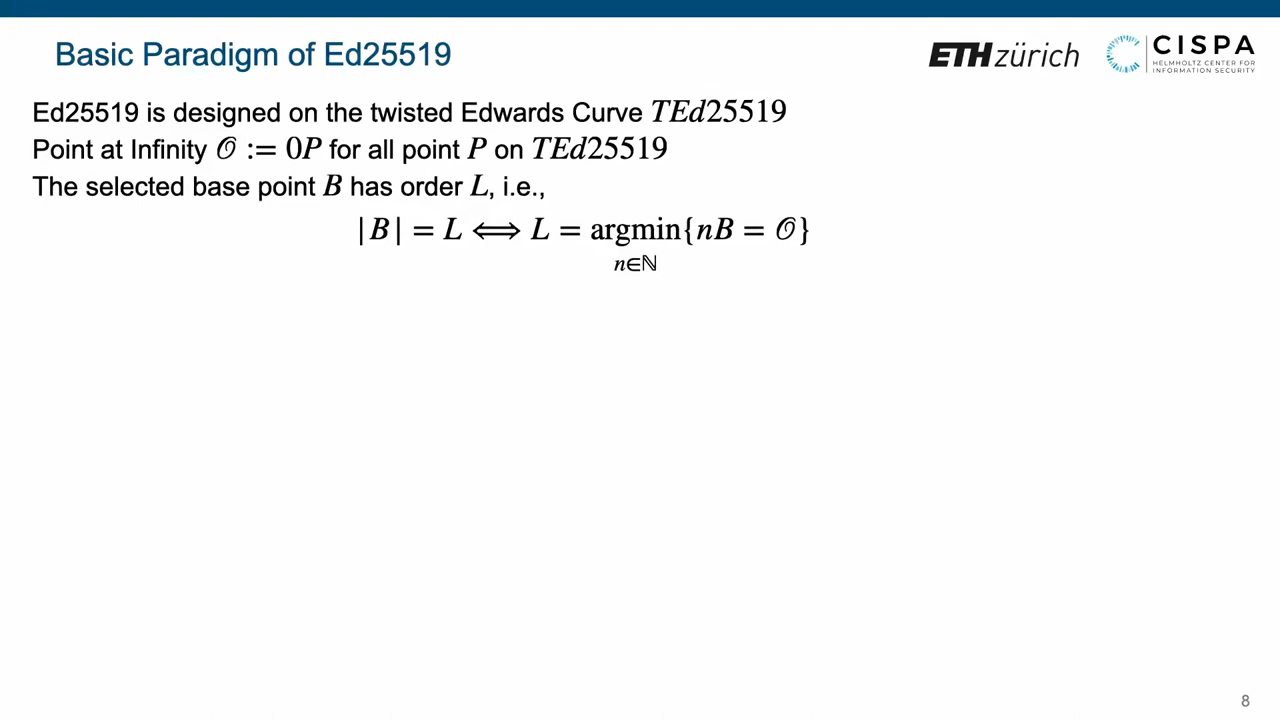 Basic Paradigm of Ed25519
ETH zürich
CISPA
HELMHOLTZ CENTER FOR
INFORMATION SECURITY
Ed25519 is designed on the twisted Edwards Curve TEd25519
Point at Infinity 𝒪 := 0P for all point P on TEd25519
The selected base point B has order L, i.e.,
|B| = L ⟺ L = argmin{nB = 𝒪}
n∈ℕ
8